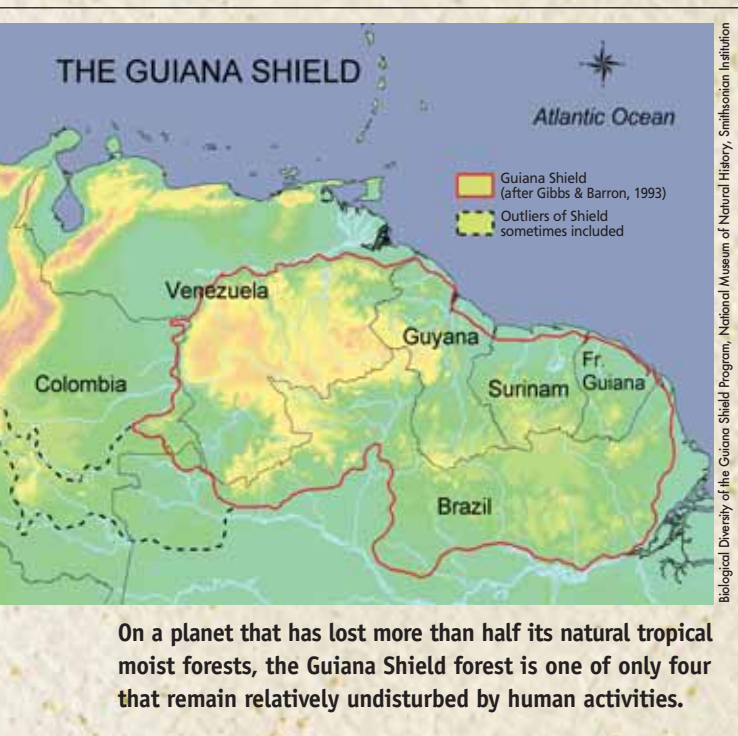 THE GUIANA SHIELD
Atlantic Ocean
Guiana Shield
(after Gibbs & Barron, 1993)
Outliers of Shield
sometimes included
Venezuela
Guyana
Colombia
Surinam
Fr.
Guiana
Brazil
Biological Diversity of the Guiana Shield Program, National Museum of Natural History, Smithsonian Institution
On a planet that has lost more than half its natural tropical
moist forests, the Guiana Shield forest is one of only four
that remain relatively undisturbed by human activities.